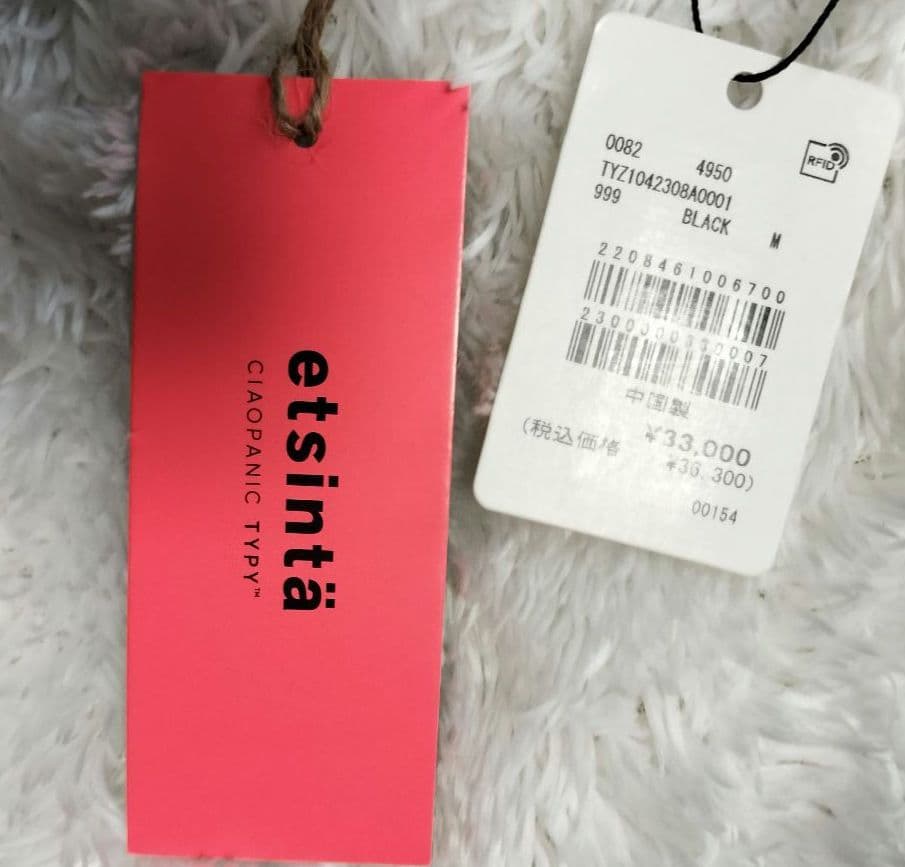 etsintä
CIAOPANIC TYPY™
RFID
0082 4950
TYZ1042308A0001
999 BLACK M
2208461006700
中国製
¥33,000
(税込価格 ¥36,300)
00154